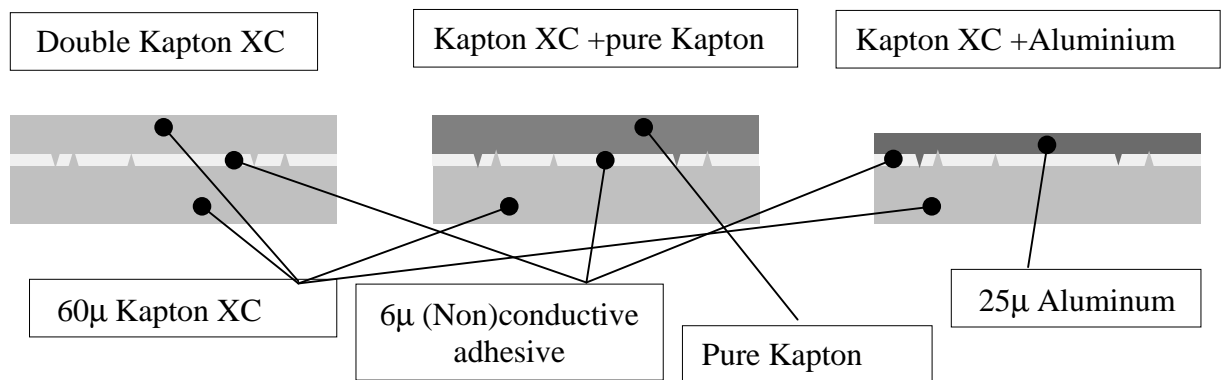 Double Kapton XC
Kapton XC +pure Kapton
Kapton XC +Aluminium
60μ Kapton XC
6μ (Non)conductive
adhesive
Pure Kapton
25μ Aluminum